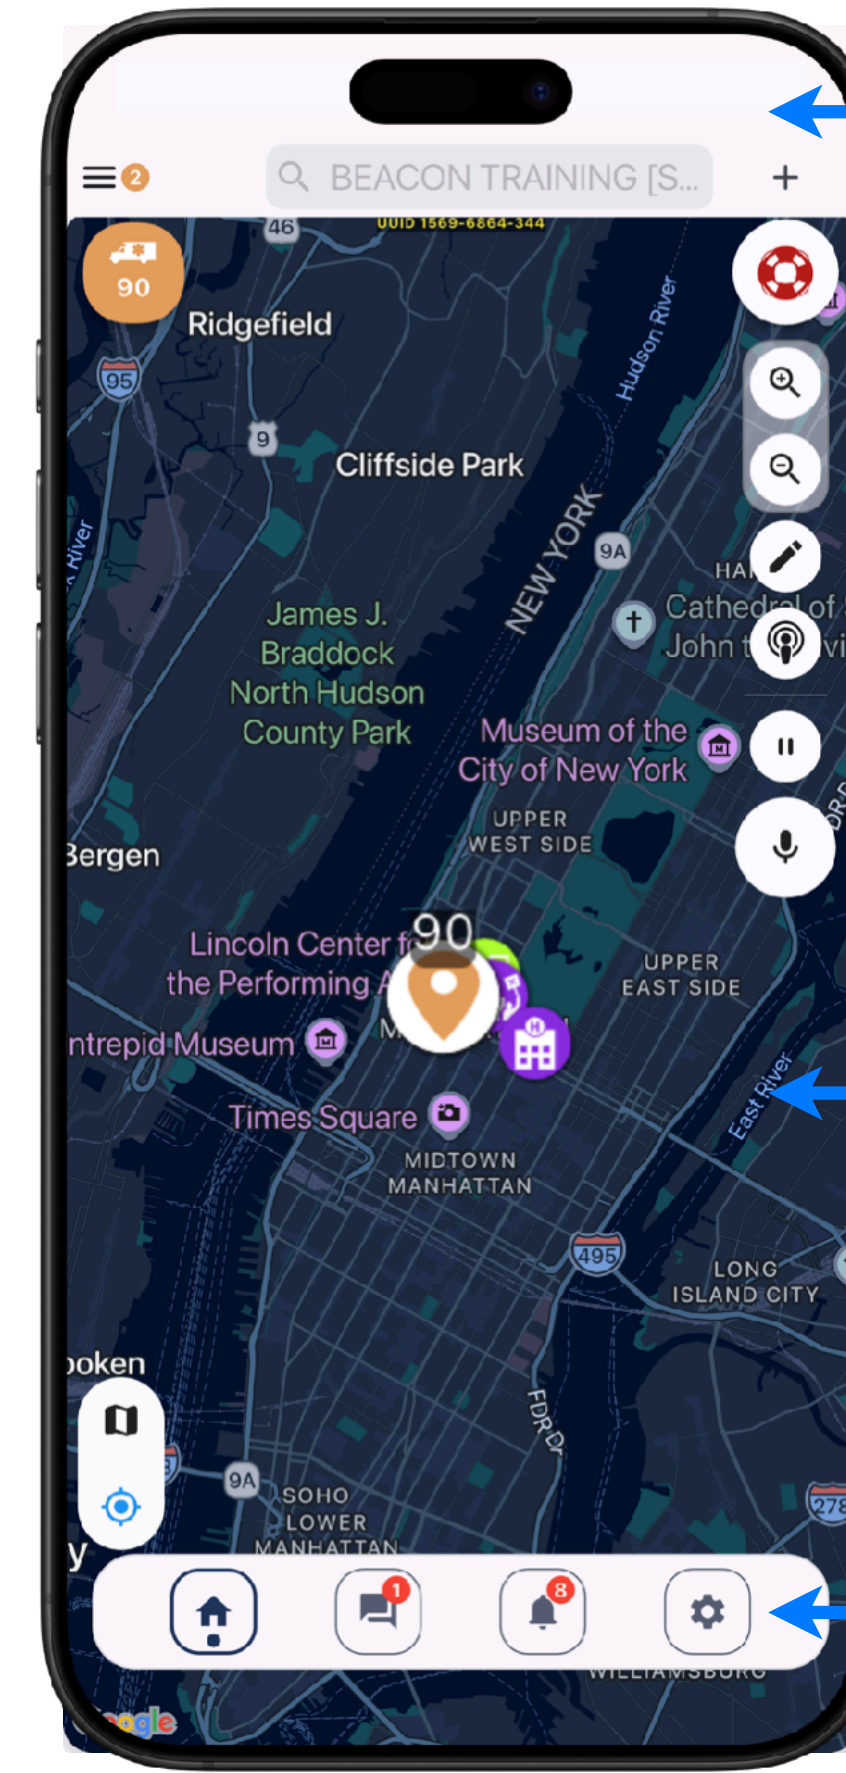 2
BEACON TRAINING [S...
UUID 1569-6864-344
46
90
Ridgefield
95
Hudson River
9
Cliffside Park
NEW YORK
9A
River
James J.
Braddock
North Hudson
County Park
Cathedral of
John t
Museum of the
City of New York
UPPER
WEST SIDE
Bergen
90
Lincoln Center f
the Performing A
UPPER
EAST SIDE
ntrepid Museum
H
East River
Times Square
MIDTOWN
MANHATTAN
495
LONG
ISLAND CITY
ooken
FDR Dr
9A
SOHO
LOWER
MANHATTAN
278
y
1
8
WILLIAMSBURG
Google